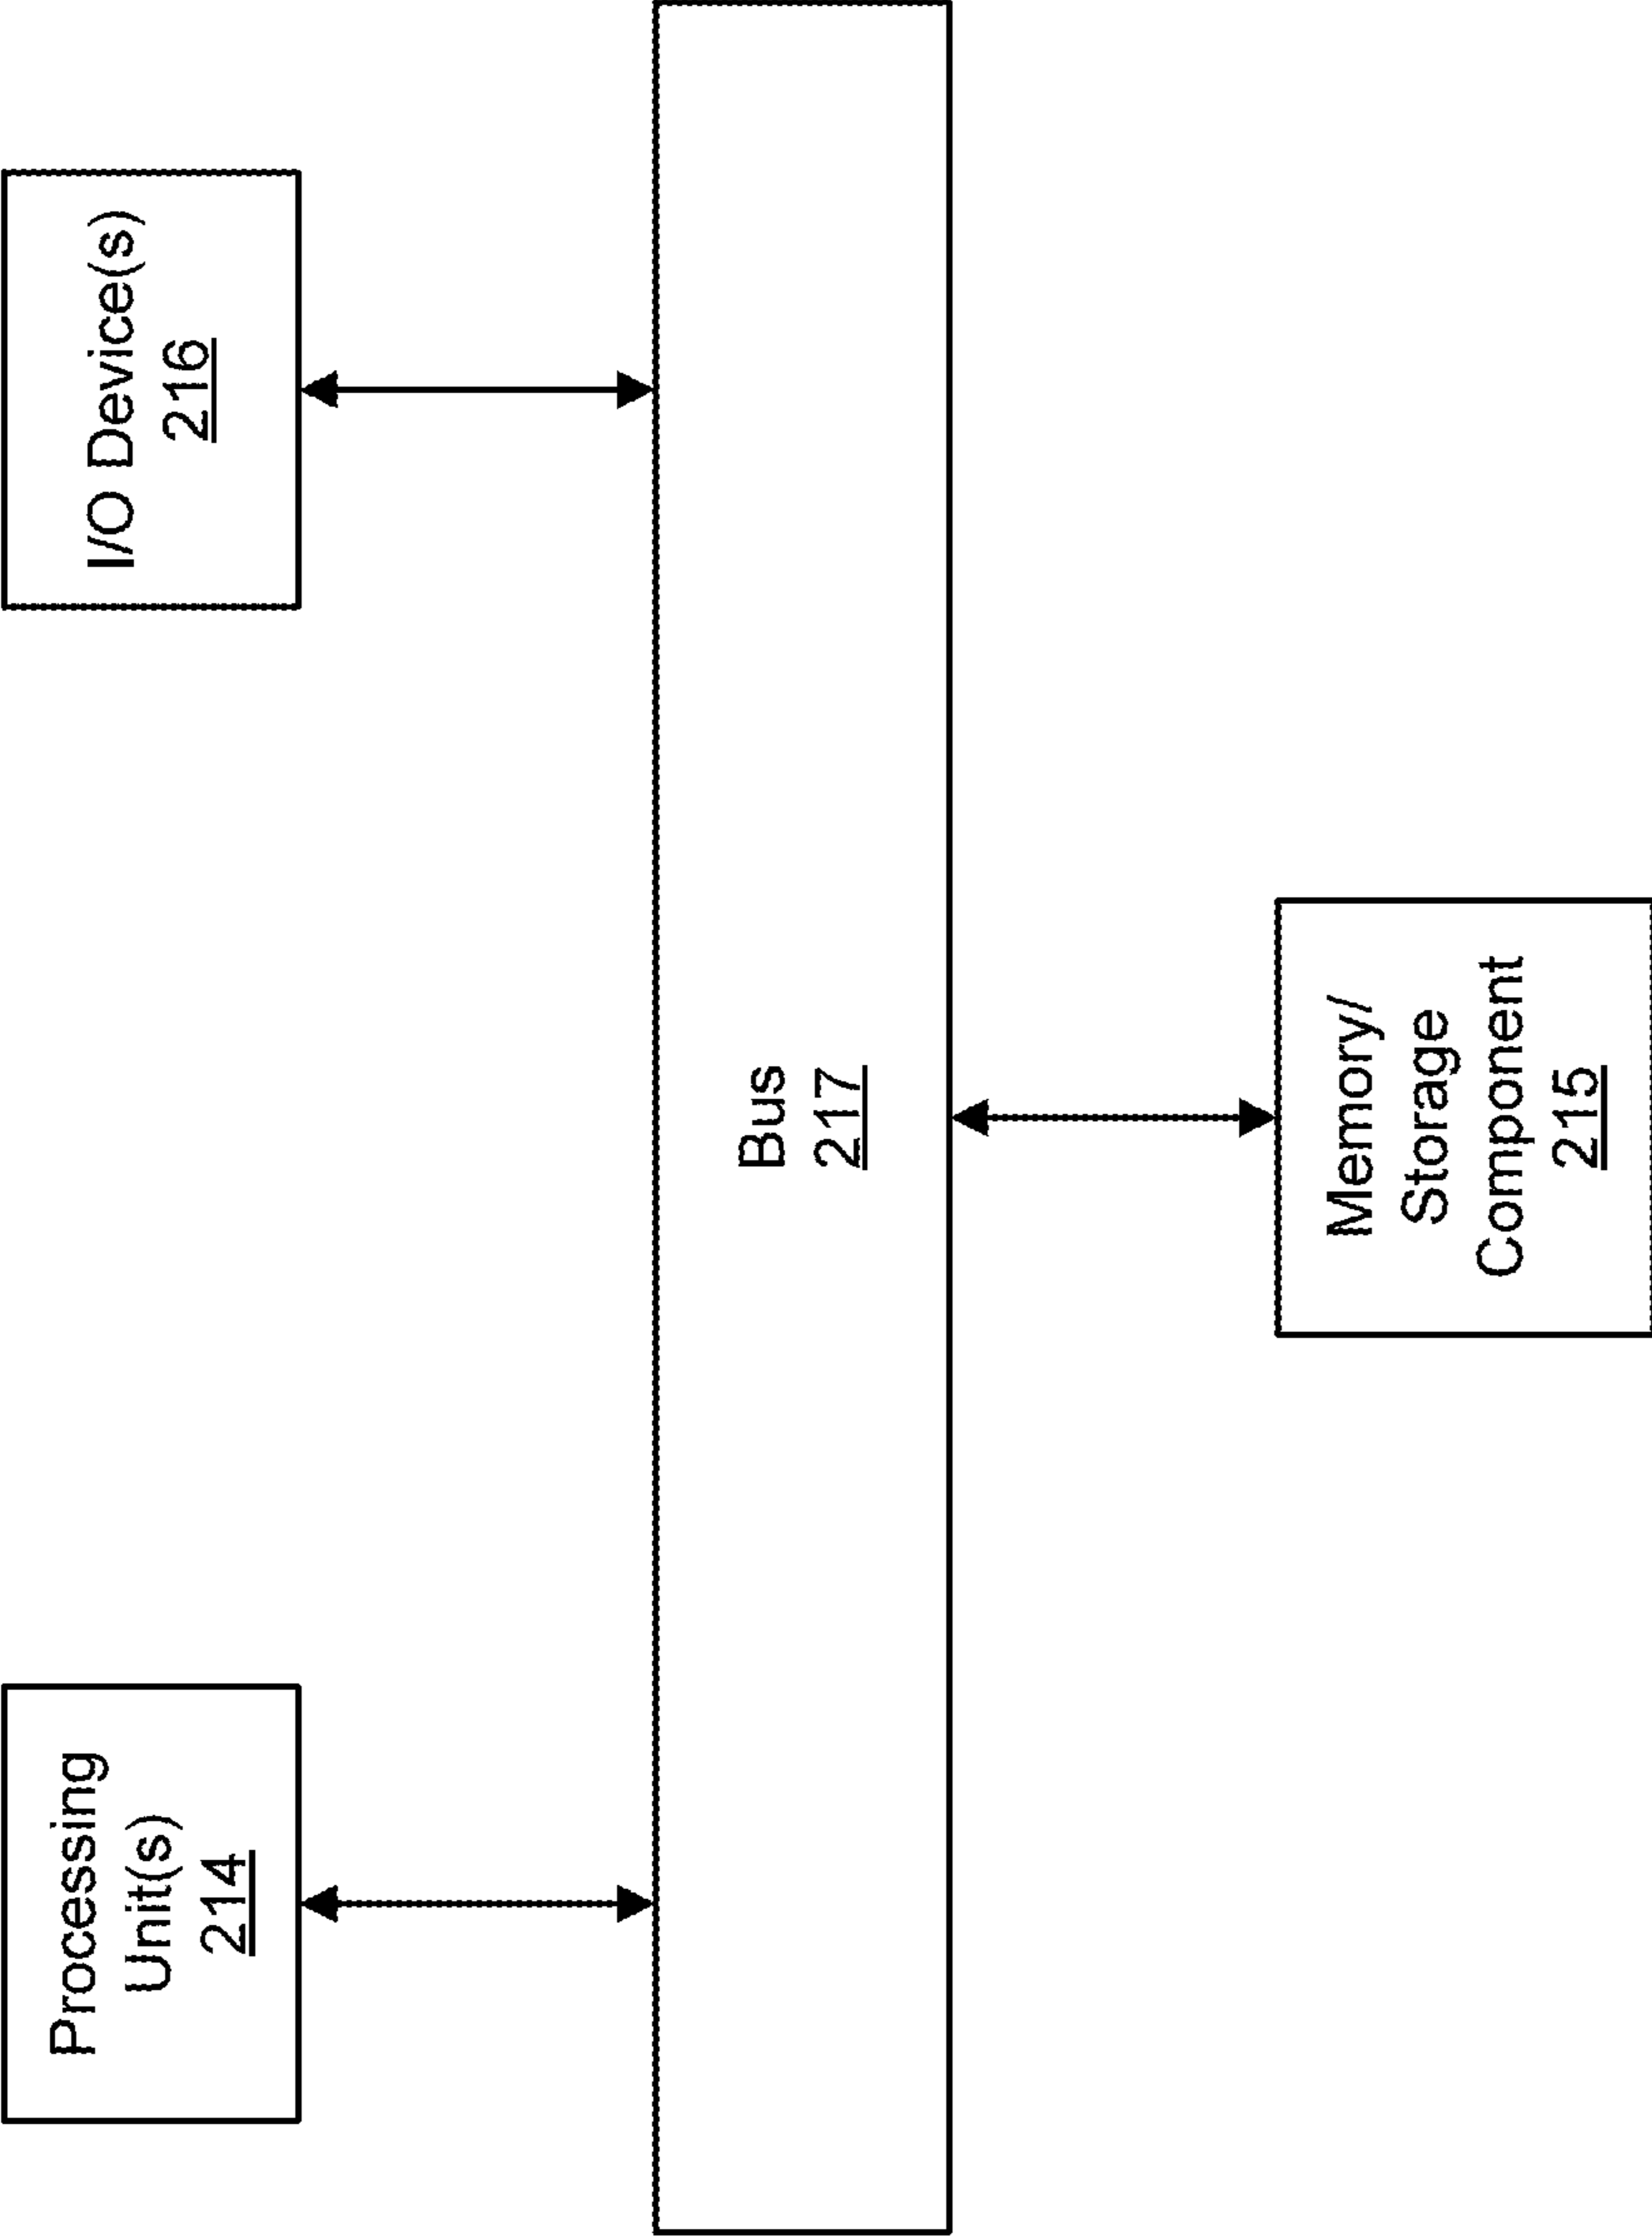 Processing
Unit(s)
214
I/O Device(s)
216
Bus
217
Memory/
Storage
Component
215